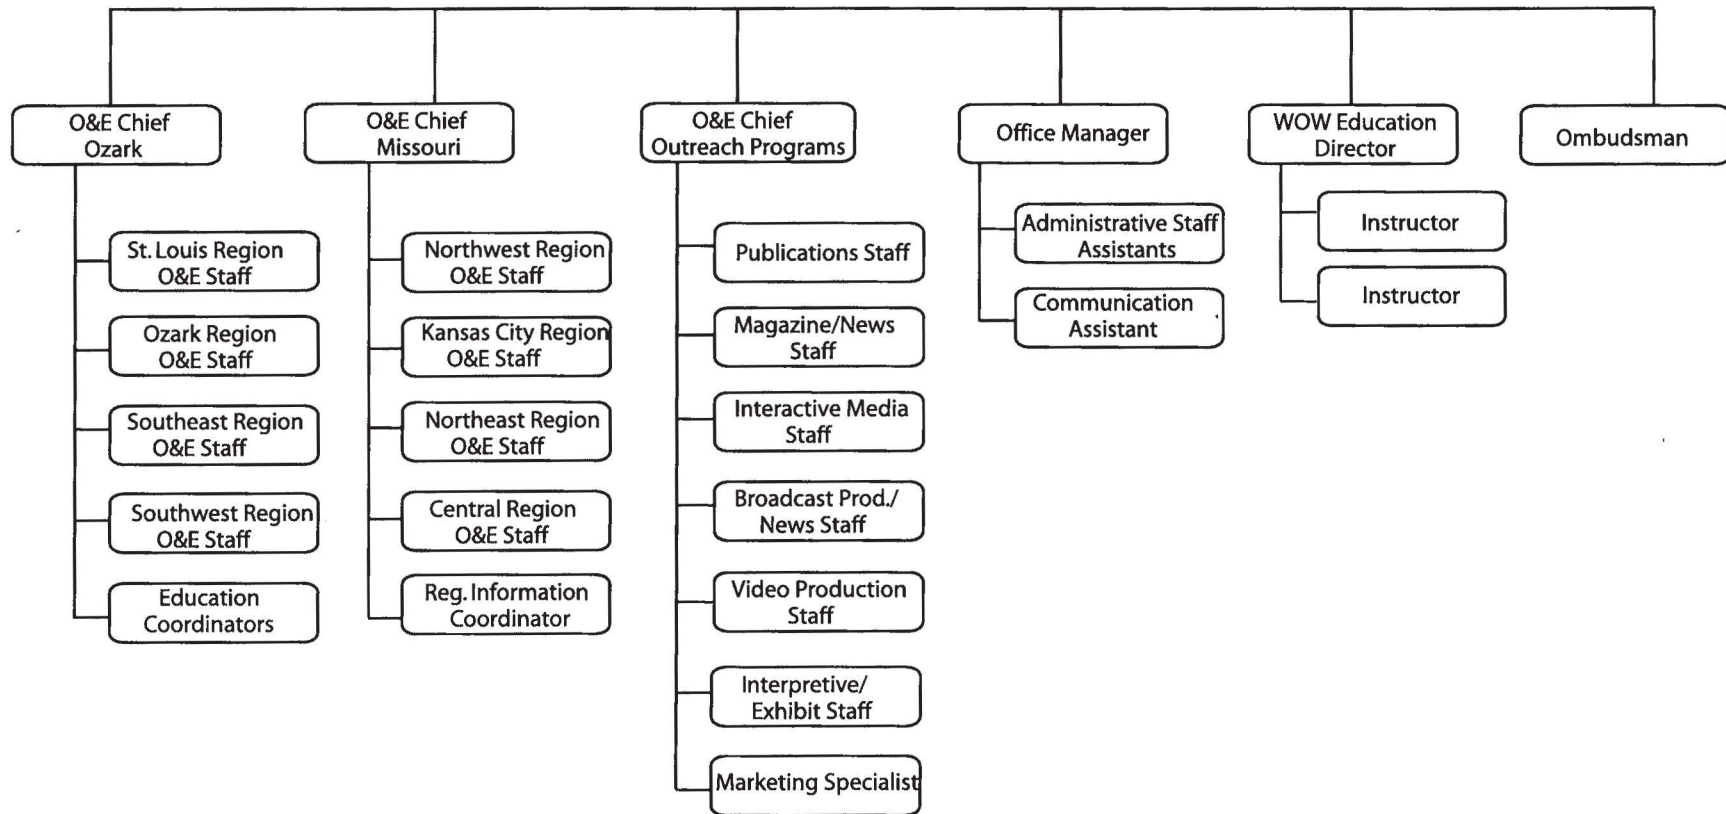 O&E Chief
Ozark
St. Louis Region
O&E Staff
Ozark Region
O&E Staff
Southeast Region
O&E Staff
Southwest Region
O&E Staff
Education
Coordinators
O&E Chief
Missouri
Northwest Region
O&E Staff
Kansas City Region
O&E Staff
Northeast Region
O&E Staff
Central Region
O&E Staff
Reg. Information
Coordinator
O&E Chief
Outreach Programs
Publications Staff
Magazine/News
Staff
Interactive Media
Staff
Broadcast Prod./
News Staff
Video Production
Staff
Interpretive/
Exhibit Staff
Marketing Specialist
Office Manager
Administrative Staff
Assistants
Communication
Assistant
WOW Education
Director
Instructor
Instructor
Ombudsman